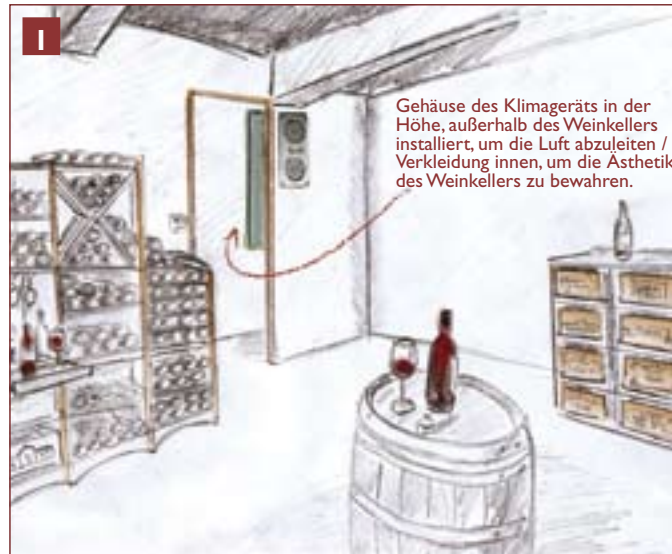 1
Gehäuse des Klimageräts in der
Höhe, außerhalb des Weinkellers
installiert, um die Luft abzuleiten /
Verkleidung innen, um die Ästhetik
des Weinkellers zu bewahren.